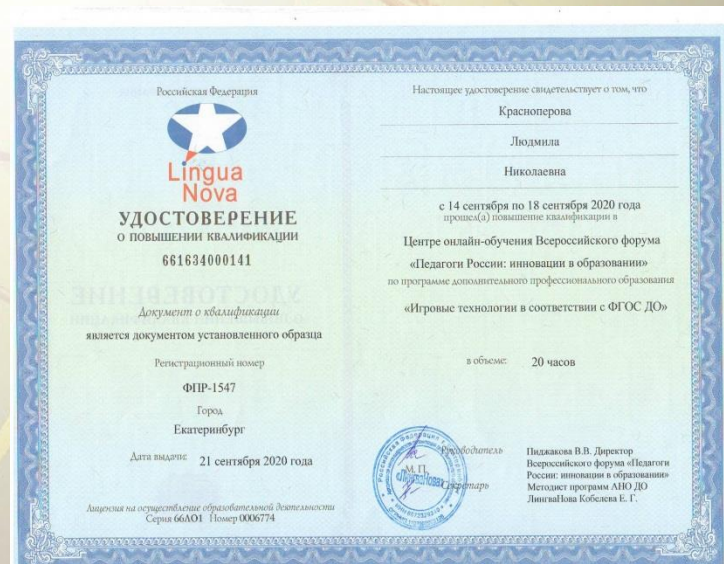 Российская Федерация
Lingua
Nova
УДОСТОВЕРЕНИЕ
О ПОВЫШЕНИИ КВАЛИФИКАЦИИ
661634000141
Документ о квалификации
является документом установленного образца
Регистрационный номер
ФПР-1547
Город
Екатеринбург
Дата выдачи: 21 сентября 2020 года
Лицензия на осуществление образовательной деятельности
Серия 66ЛО1 Номер 0006774
Настоящее удостоверение свидетельствует о том, что
Красноперова
Людмила
Николаевна
с 14 сентября по 18 сентября 2020 года
прошел(а) повышение квалификации в
Центре онлайн-обучения Всероссийского форума
«Педагоги России: инновации в образовании»
по программе дополнительного профессионального образования
«Игровые технологии в соответствии с ФГОС ДО»
в объеме: 20 часов
Руководитель
М. П.
Секретарь
«ЛингваНова»
Пиджакова В.В. Директор
Всероссийского форума «Педагоги
России: инновации в образовании»
Методист программ АНО ДО
ЛингваНова Кобелева Е. Г.